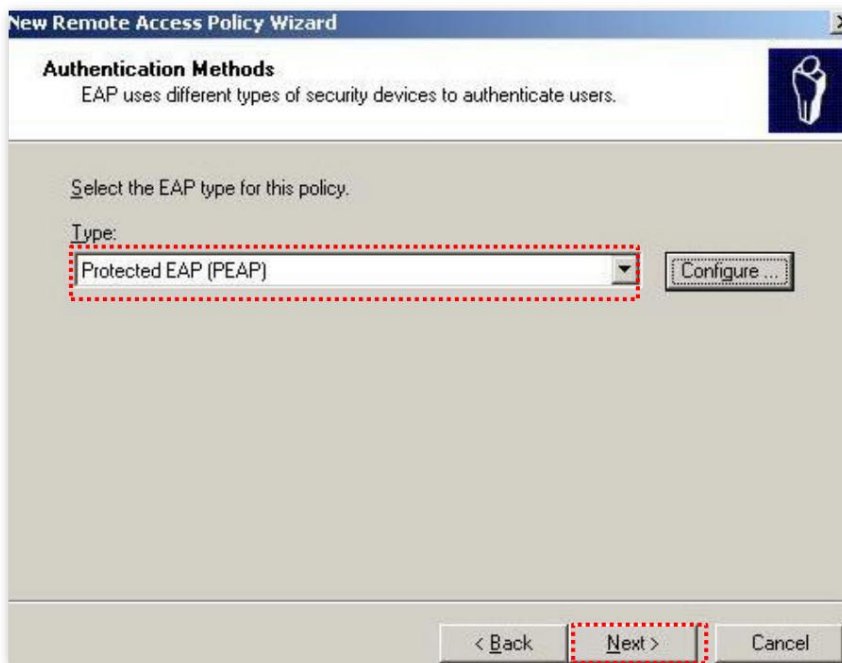 New Remote Access Policy Wizard
Authentication Methods
EAP uses different types of security devices to authenticate users.
Select the EAP type for this policy.
Type:
Protected EAP (PEAP)
Configure ...
< Back
Next >
Cancel